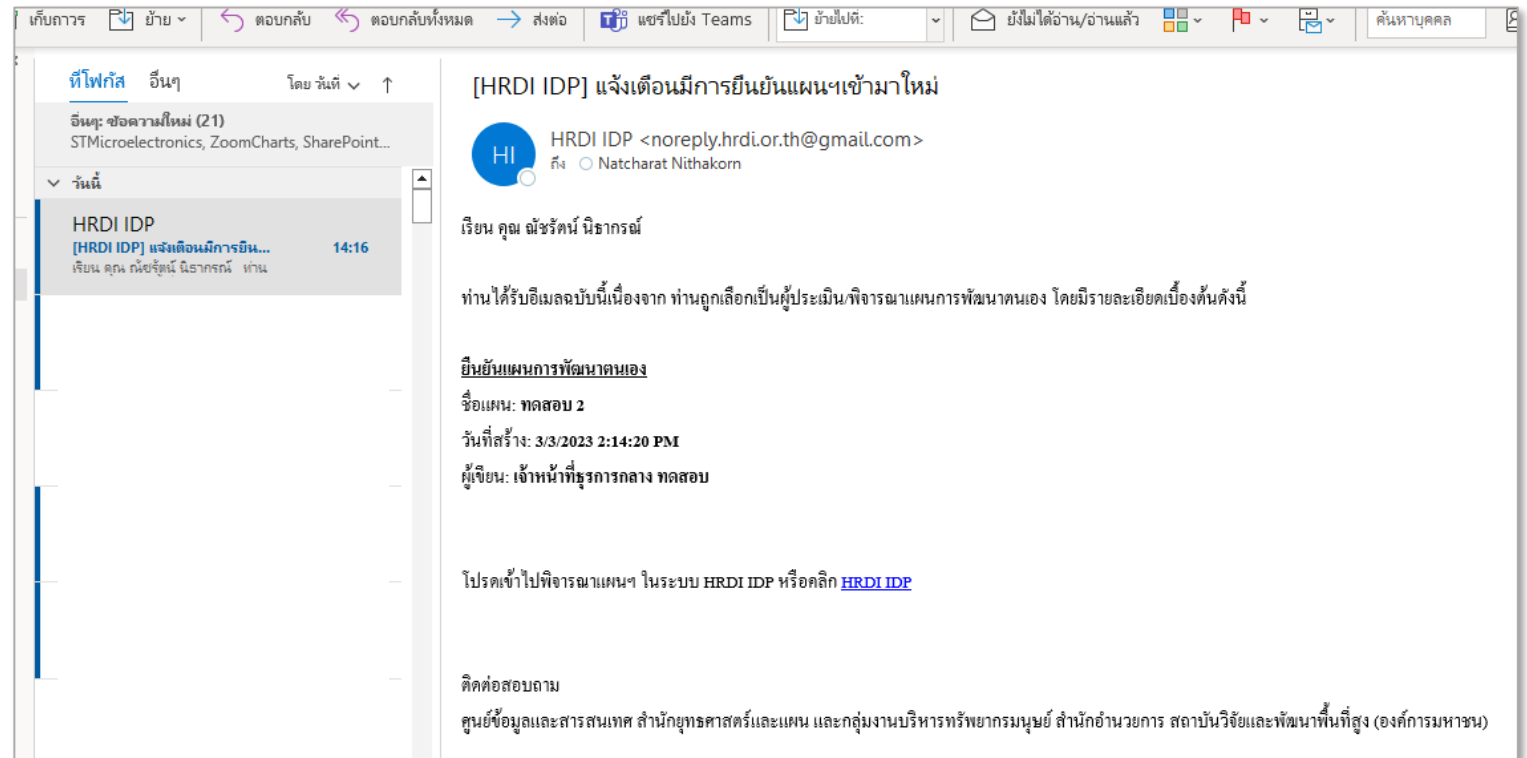 เก็บถาวร ย้าย ตอบกลับ ตอบกลับทั้งหมด ส่งต่อ แชร์ไปยัง Teams ย้ายไปที่: ยังไม่ได้อ่าน/อ่านแล้ว ค้นหาบุคคล
ที่โฟกัส อื่นๆ โดย วันที่
อื่นๆ: ข้อความใหม่ (21)
STMicroelectronics, ZoomCharts, SharePoint...
วันนี้
HRDI IDP
[HRDI IDP] แจ้งเตือนมีการยืน... 14:16
เรียน คุณ ณัชรัตน์ นิธากรณ์ ท่าน
[HRDI IDP] แจ้งเตือนมีการยืนยันแผนฯเข้ามาใหม่
HI
HRDI IDP <noreply.hrdi.or.th@gmail.com>
ถึง Natcharat Nithakorn
เรียน คุณ ณัชรัตน์ นิธากรณ์
ท่านได้รับอีเมลฉบับนี้เนื่องจาก ท่านถูกเลือกเป็นผู้ประเมิน/พิจารณาแผนการพัฒนาตนเอง โดยมีรายละเอียดเบื้องต้นดังนี้
ยืนยันแผนการพัฒนาตนเอง
ชื่อแผน: ทดสอบ 2
วันที่สร้าง: 3/3/2023 2:14:20 PM
ผู้เขียน: เจ้าหน้าที่ธุรการกลาง ทดสอบ
โปรดเข้าไปพิจารณาแผนฯ ในระบบ HRDI IDP หรือคลิก HRDI IDP
ติดต่อสอบถาม
ศูนย์ข้อมูลและสารสนเทศ สำนักยุทธศาสตร์และแผน และกลุ่มงานบริหารทรัพยากรมนุษย์ สำนักอำนวยการ สถาบันวิจัยและพัฒนาพื้นที่สูง (องค์การมหาชน)